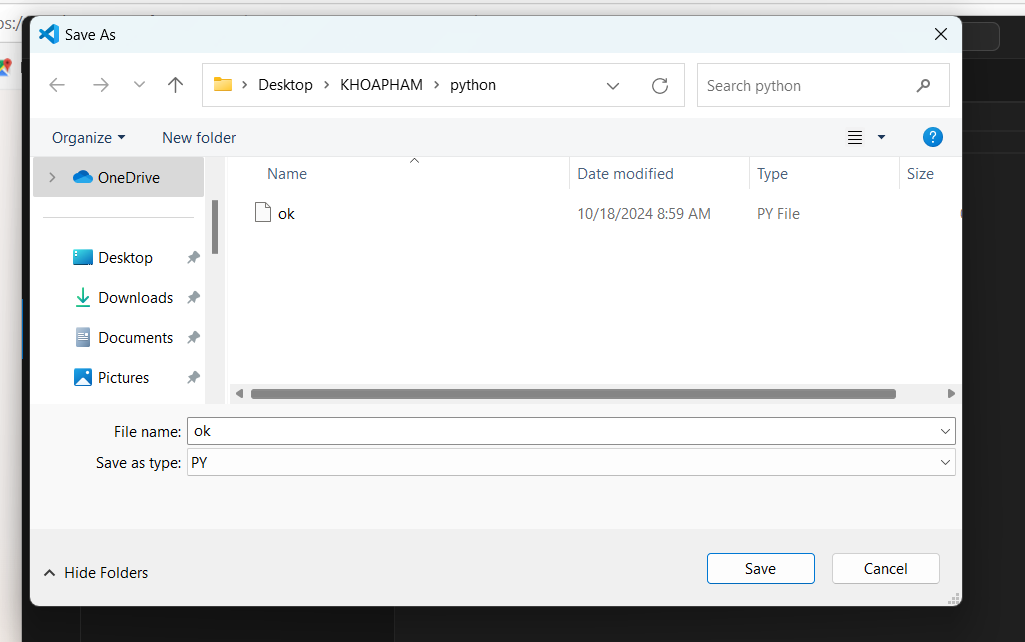 os:/
Save As
Desktop > KHOAPHAM > python
Search python
Organize
New folder
?
OneDrive
Name
Date modified
Type
Size
ok
10/18/2024 8:59 AM
PY File
Desktop
Downloads
Documents
Pictures
File name: ok
Save as type: PY
Hide Folders
Save
Cancel